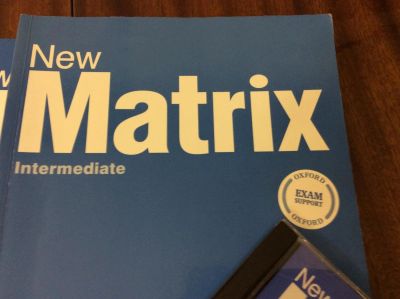 New
Matrix
Intermediate
OXFORD
EXAM
SUPPORT
OXFORD
New